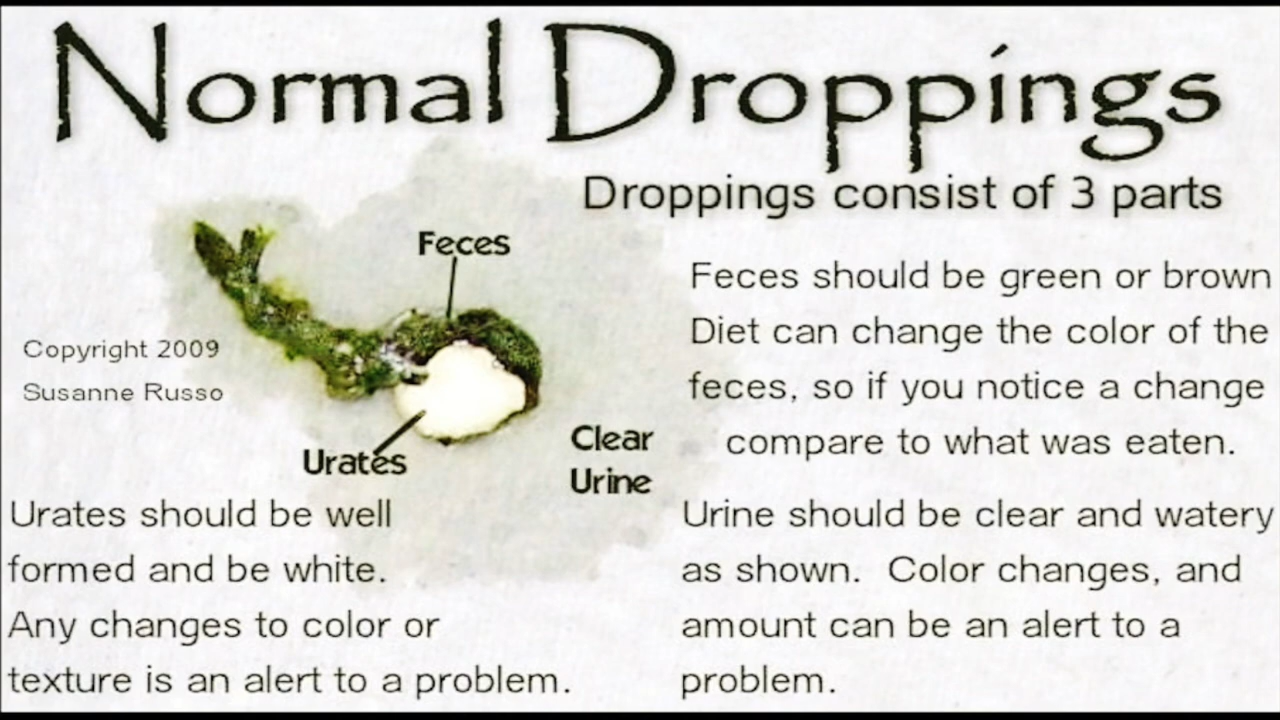 Normal Droppings
Droppings consist of 3 parts
Feces
Feces should be green or brown
Diet can change the color of the
feces, so if you notice a change
compare to what was eaten.
Copyright 2009
Susanne Russo
Clear
Urine
Urates
Urates should be well
formed and be white.
Any changes to color or
texture is an alert to a problem.
Urine should be clear and watery
as shown. Color changes, and
amount can be an alert to a
problem.